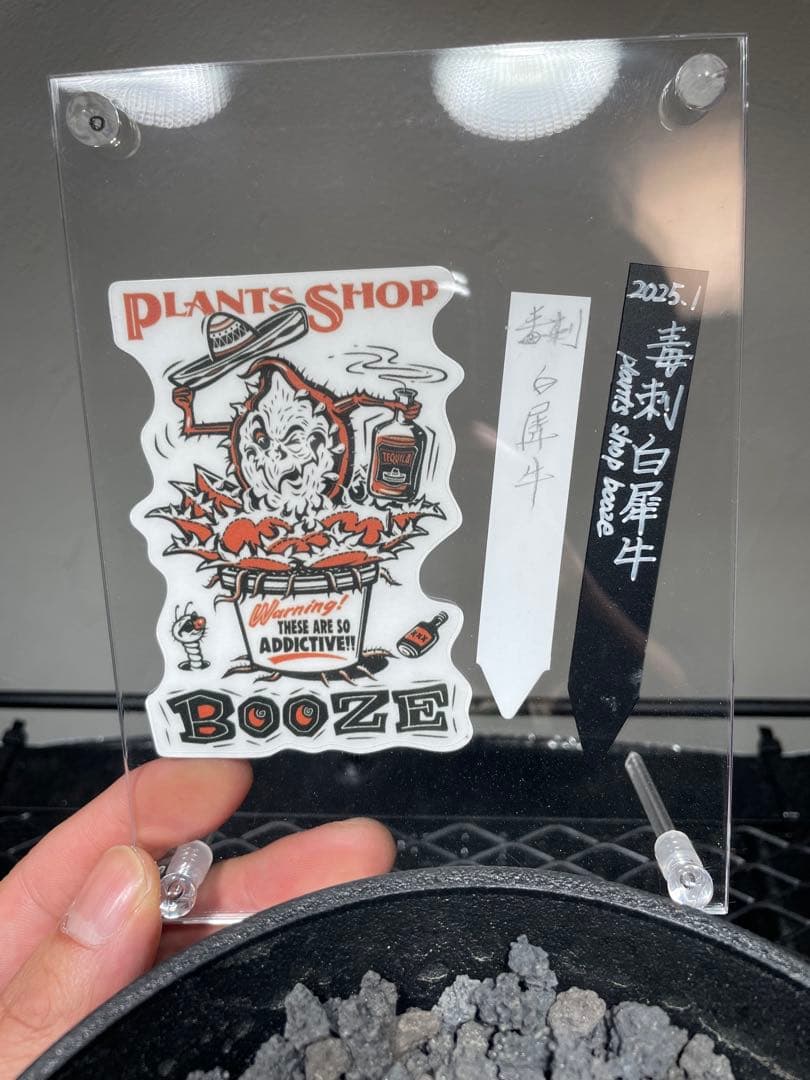 PLANTS SHOP
TEQUILA
Warning!
THESE ARE SO
ADDICTIVE!!
XXX
BOOZE
毒刺
白犀牛
2025.1
毒刺白犀牛
plants shop booze